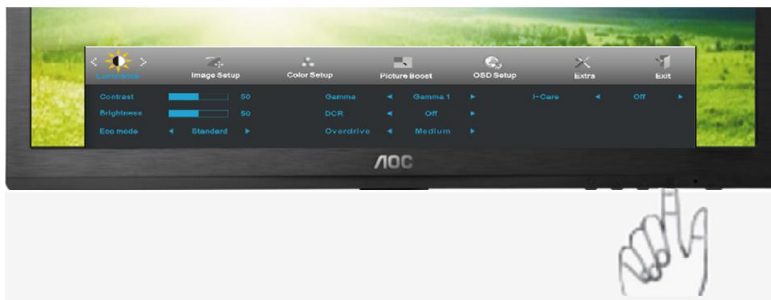 < >
Luminance Image Setup Color Setup Picture Boost OSD Setup Extra Exit
Contrast 50 Gamma Gamma 1 I-Care Off
Brightness 50 DCR Off
Eco mode Standard Overdrive Medium
AOC